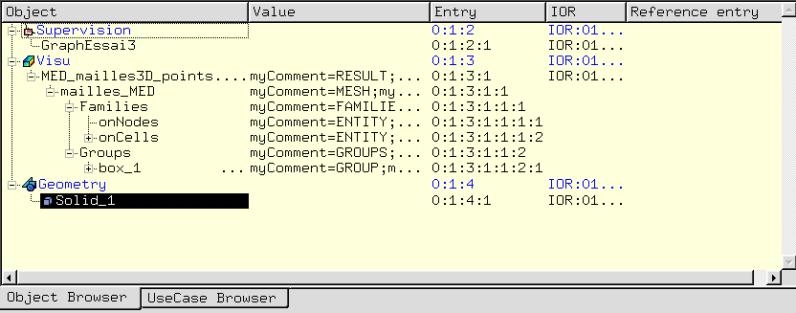 Object Value Entry IOR Reference entry
Supervision 0:1:2 IOR:01...
GraphEssai3 0:1:2:1 IOR:01...
Visu 0:1:3 IOR:01...
MED_mailles3D_points.... myComment=RESULT;... 0:1:3:1 IOR:01...
mailles_MED myComment=MESH;my... 0:1:3:1:1
Families myComment=FAMILIE... 0:1:3:1:1:1
onNodes myComment=ENTITY;... 0:1:3:1:1:1:1
onCells myComment=ENTITY;... 0:1:3:1:1:1:2
Groups myComment=GROUPS;... 0:1:3:1:1:2
box_1 ... myComment=GROUP;m... 0:1:3:1:1:2:1
Geometry 0:1:4 IOR:01...
Solid_1 0:1:4:1 IOR:01...
Object Browser UseCase Browser